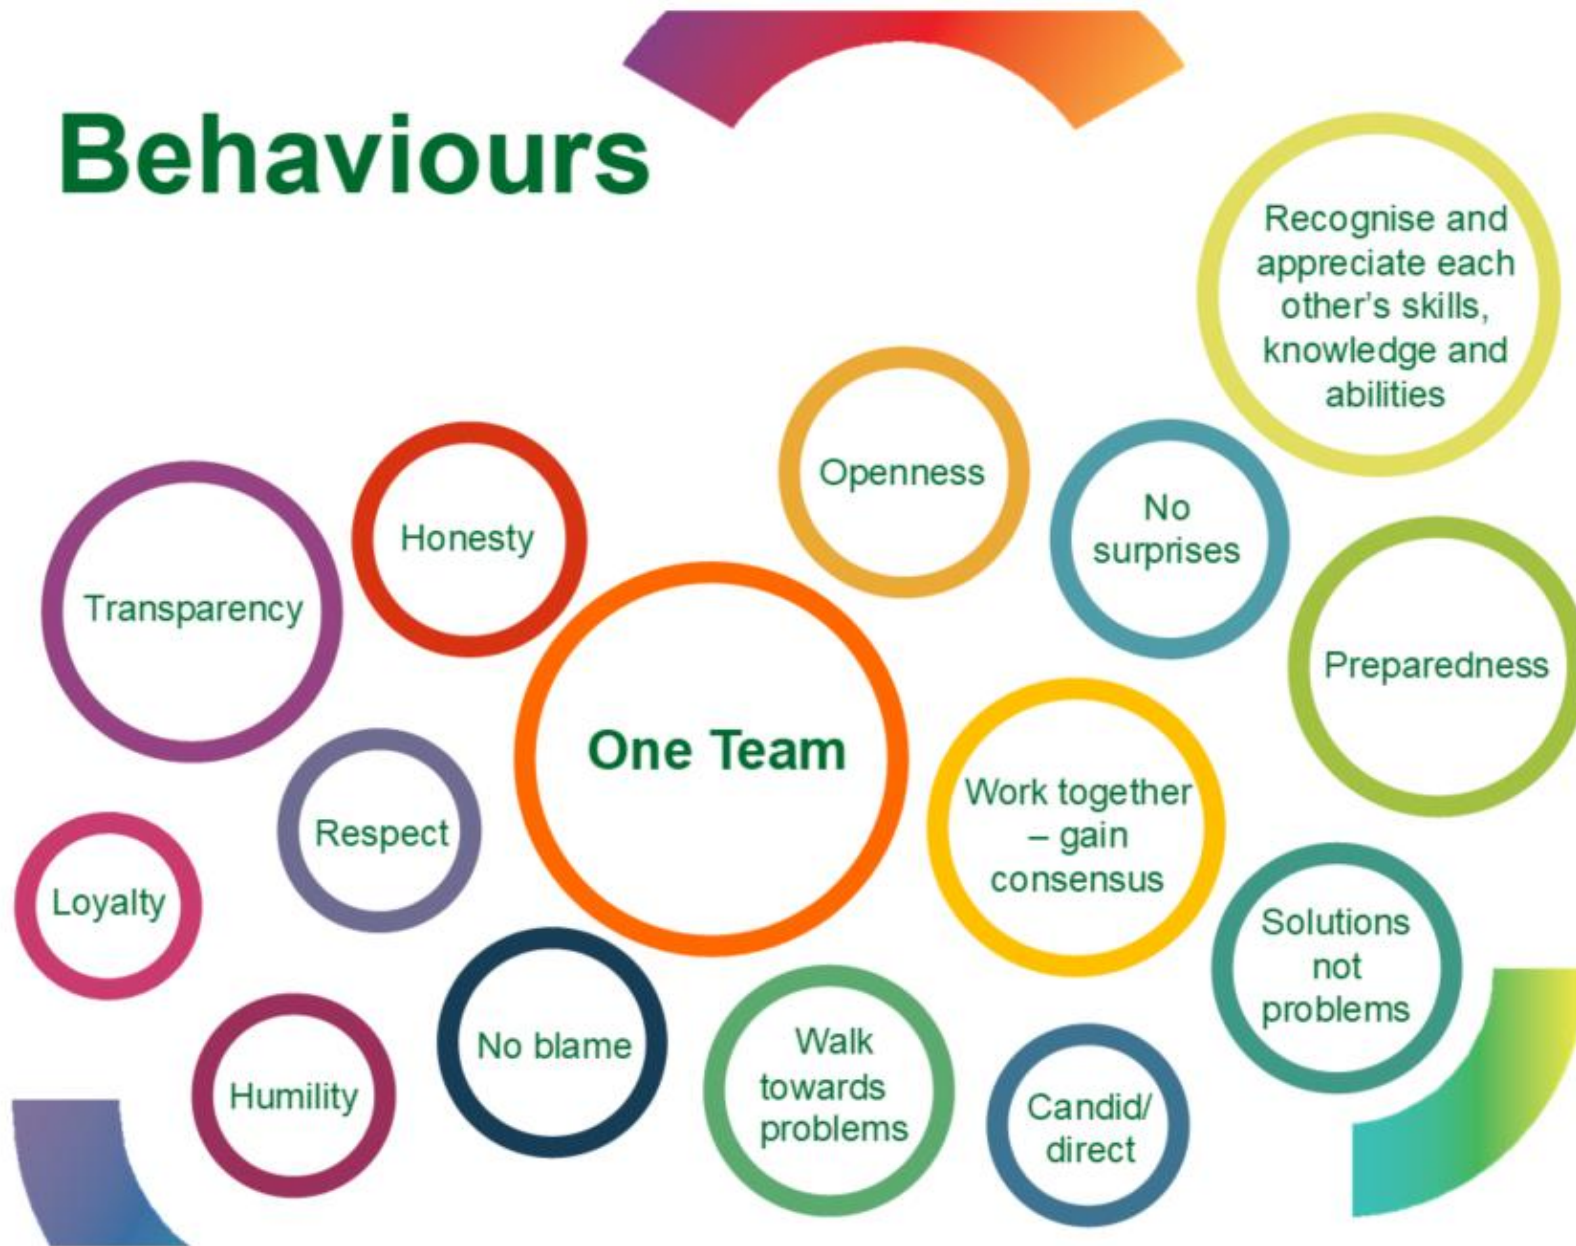 Behaviours
Recognise and
appreciate each
other’s skills,
knowledge and
abilities
Openness
No
surprises
Honesty
Transparency
Preparedness
One Team
Work together
– gain
consensus
Respect
Loyalty
Solutions
not
problems
No blame
Walk
towards
problems
Humility
Candid/
direct